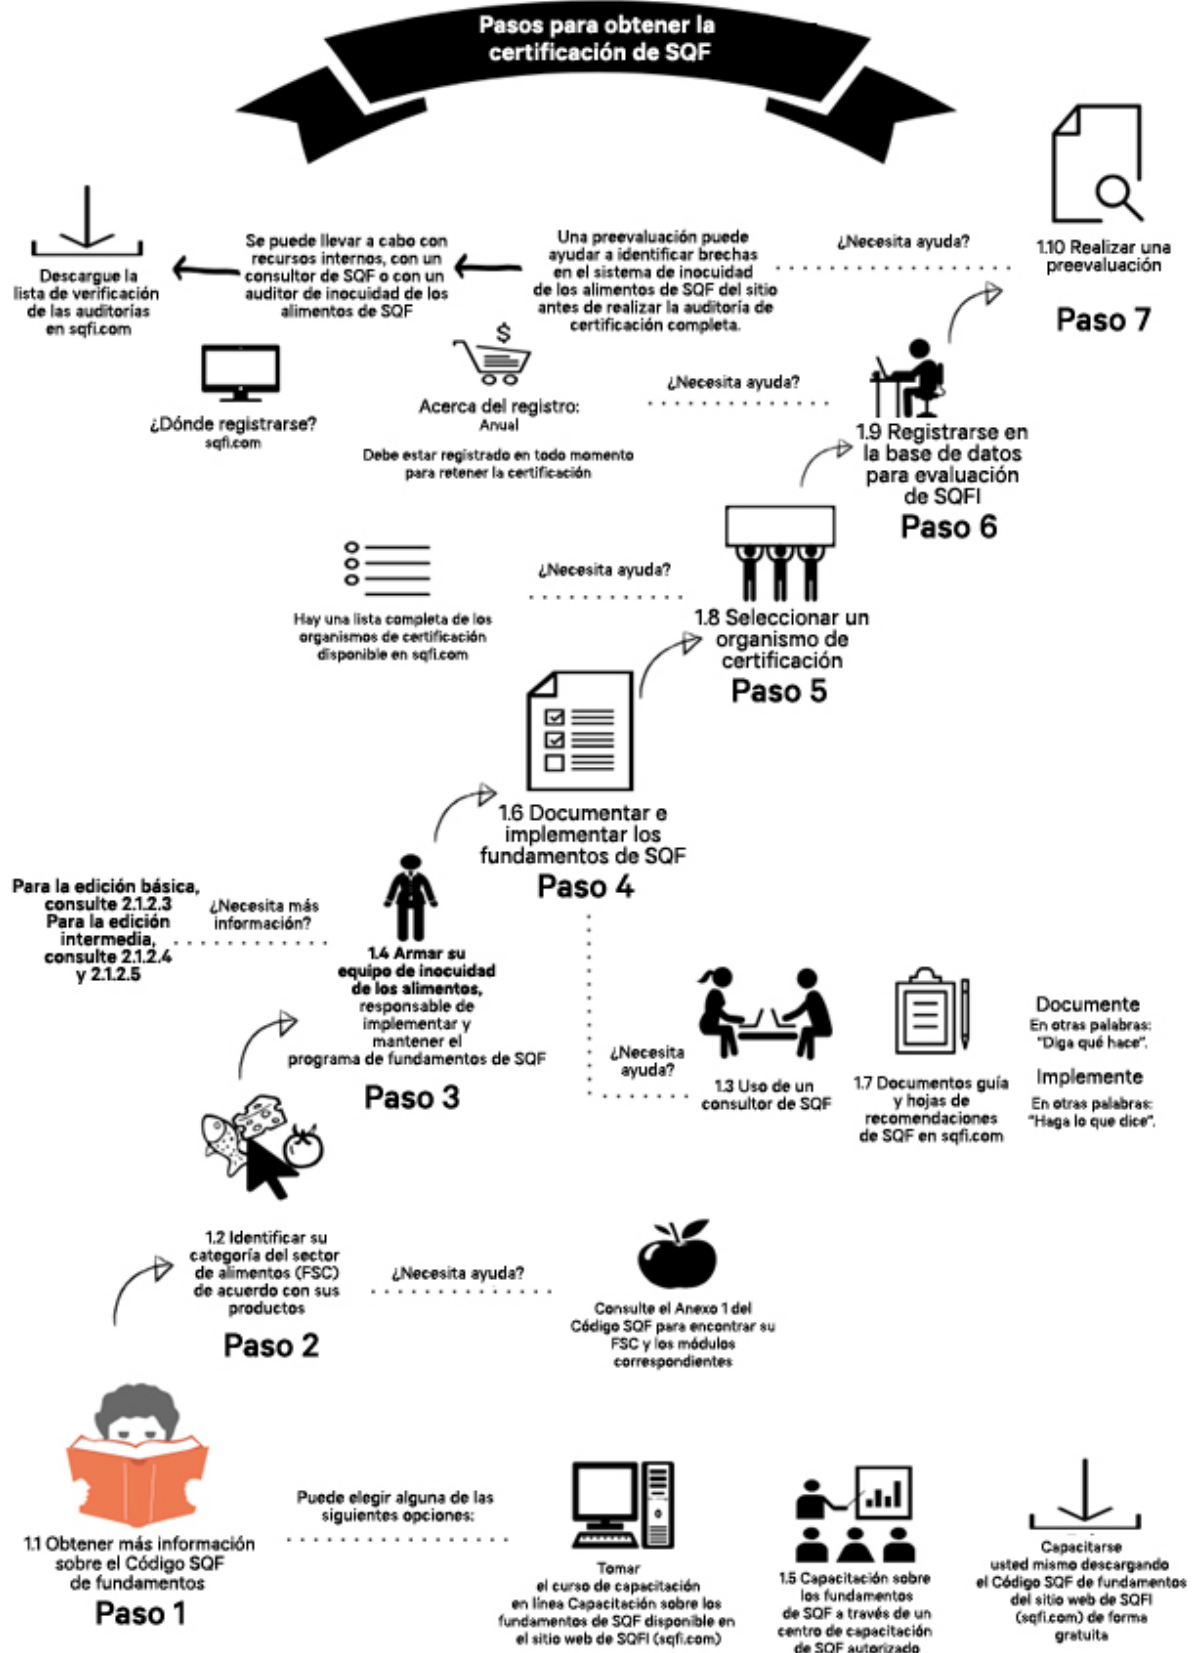 Pasos para obtener la
certificación de SQF
1.10 Realizar una
preevaluación
Paso 7
¿Necesita ayuda?
Una preevaluación puede
ayudar a identificar brechas
en el sistema de inocuidad
de los alimentos de SQF del sitio
antes de realizar la auditoría de
certificación completa.
Se puede llevar a cabo con
recursos internos, con un
consultor de SQF o con un
auditor de inocuidad de los
alimentos de SQF
Descargue la
lista de verificación
de las auditorías
en sqfi.com
1.9 Registrarse en
la base de datos
para evaluación
de SQFI
Paso 6
¿Necesita ayuda?
$
Acerca del registro:
Anual
Debe estar registrado en todo momento
para retener la certificación
¿Dónde registrarse?
sqfi.com
1.8 Seleccionar un
organismo de
certificación
Paso 5
¿Necesita ayuda?
Hay una lista completa de los
organismos de certificación
disponible en sqfi.com
1.6 Documentar e
implementar los
fundamentos de SQF
Paso 4
¿Necesita
ayuda?
1.3 Uso de un
consultor de SQF
1.7 Documentos guía
y hojas de
recomendaciones
de SQF en sqfi.com
Documente
En otras palabras:
"Diga qué hace".
Implemente
En otras palabras:
"Haga lo que dice".
1.4 Armar su
equipo de inocuidad
de los alimentos,
responsable de
implementar y
mantener el
programa de fundamentos de SQF
Paso 3
¿Necesita más
información?
Para la edición básica,
consulte 2.1.2.3
Para la edición
intermedia,
consulte 2.1.2.4
y 2.1.2.5
1.2 Identificar su
categoría del sector
de alimentos (FSC)
de acuerdo con sus
productos
Paso 2
¿Necesita ayuda?
Consulte el Anexo 1 del
Código SQF para encontrar su
FSC y los módulos
correspondientes
1.1 Obtener más información
sobre el Código SQF
de fundamentos
Paso 1
Puede elegir alguna de las
siguientes opciones:
Tomar
el curso de capacitación
en línea Capacitación sobre los
fundamentos de SQF disponible en
el sitio web de SQFI (sqfi.com)
1.5 Capacitación sobre
los fundamentos
de SQF a través de un
centro de capacitación
de SQF autorizado
Capacitarse
usted mismo descargando
el Código SQF de fundamentos
del sitio web de SQFI
(sqfi.com) de forma
gratuita